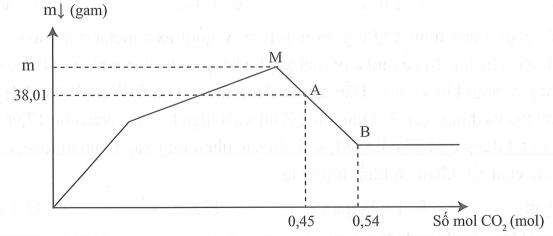 m↓ (gam)
M
m
38,01
A
B
0,45
0,54
Số mol CO₂ (mol)